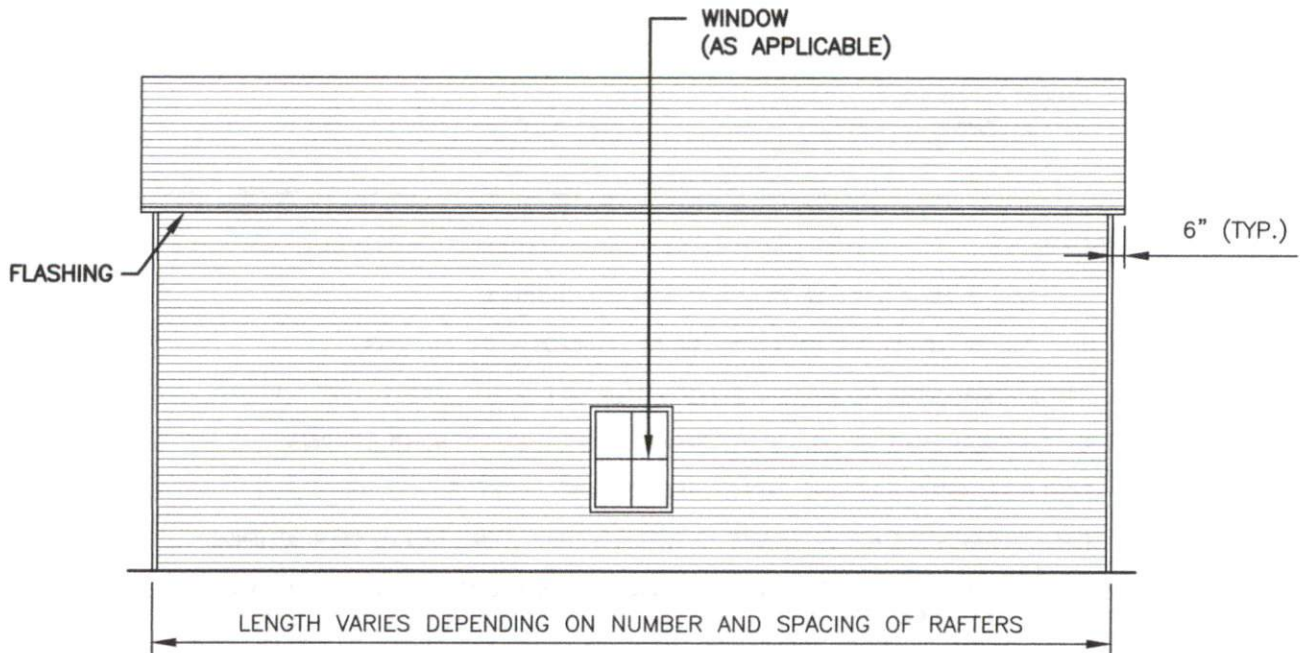 WINDOW
(AS APPLICABLE)
6" (TYP.)
FLASHING
LENGTH VARIES DEPENDING ON NUMBER AND SPACING OF RAFTERS